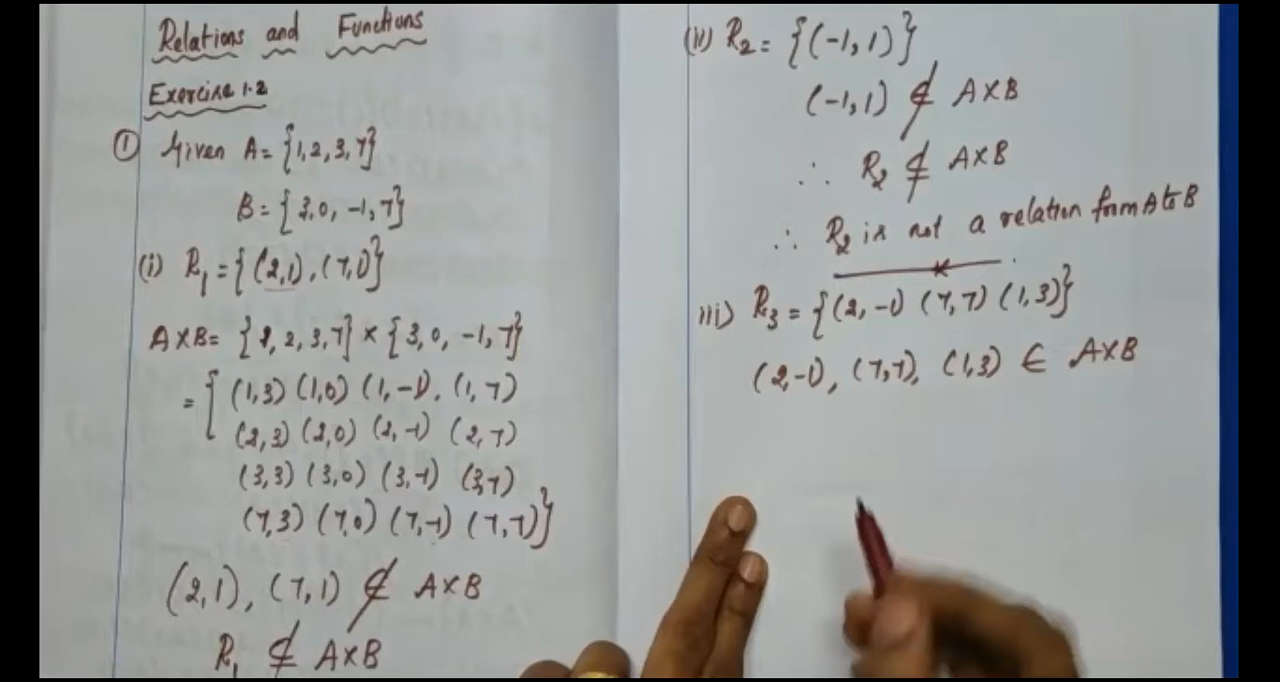 Relations and Functions
Exercise 1.2
① Given A = {1, 2, 3, 7}
B = {3, 0, -1, 7}
(i) R₁ = {(2,1), (7,1)}
A×B = {1, 2, 3, 7} × {3, 0, -1, 7}
= { (1,3) (1,0) (1,-1), (1,7)
(2,3) (2,0) (2,-1) (2,7)
(3,3) (3,0) (3,-1) (3,7)
(7,3) (7,0) (7,-1) (7,7)}
(2,1), (7,1) ∉ A×B
R₁ ⊈ A×B
(ii) R₂ = {(-1,1)}
(-1,1) ∉ A×B
∴ R₂ ⊈ A×B
∴ R₂ is not a relation from A to B
iii) R₃ = {(2,-1) (7,7) (1,3)}
(2,-1), (7,7), (1,3) ∈ A×B